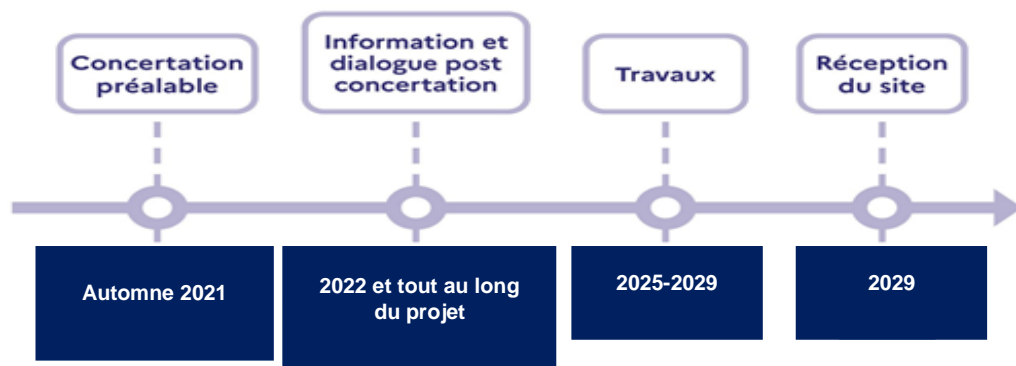 Concertation
préalable
Information et
dialogue post
concertation
Travaux
Réception
du site
Automne 2021
2022 et tout au long
du projet
2025-2029
2029